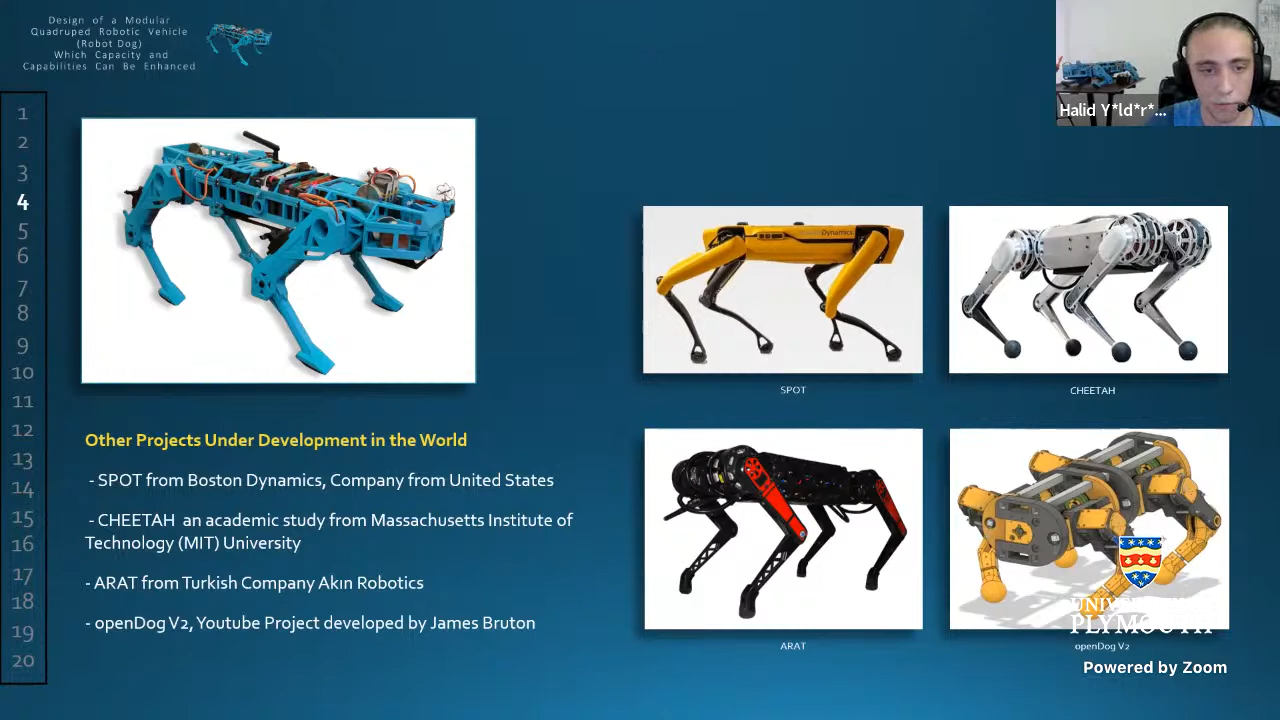 Design of a Modular
Quadruped Robotic Vehicle
(Robot Dog)
Which Capacity and
Capabilities Can Be Enhanced
Halid Y*ld*r*...
1
2
3
4
5
6
7
8
9
10
11
12
13
14
15
16
17
18
19
20
Dynamics
SPOT
CHEETAH
Other Projects Under Development in the World
- SPOT from Boston Dynamics, Company from United States
- CHEETAH an academic study from Massachusetts Institute of
Technology (MIT) University
- ARAT from Turkish Company Akın Robotics
- openDog V2, Youtube Project developed by James Bruton
ARAT
PLYMOUTH
openDog V2
Powered by Zoom